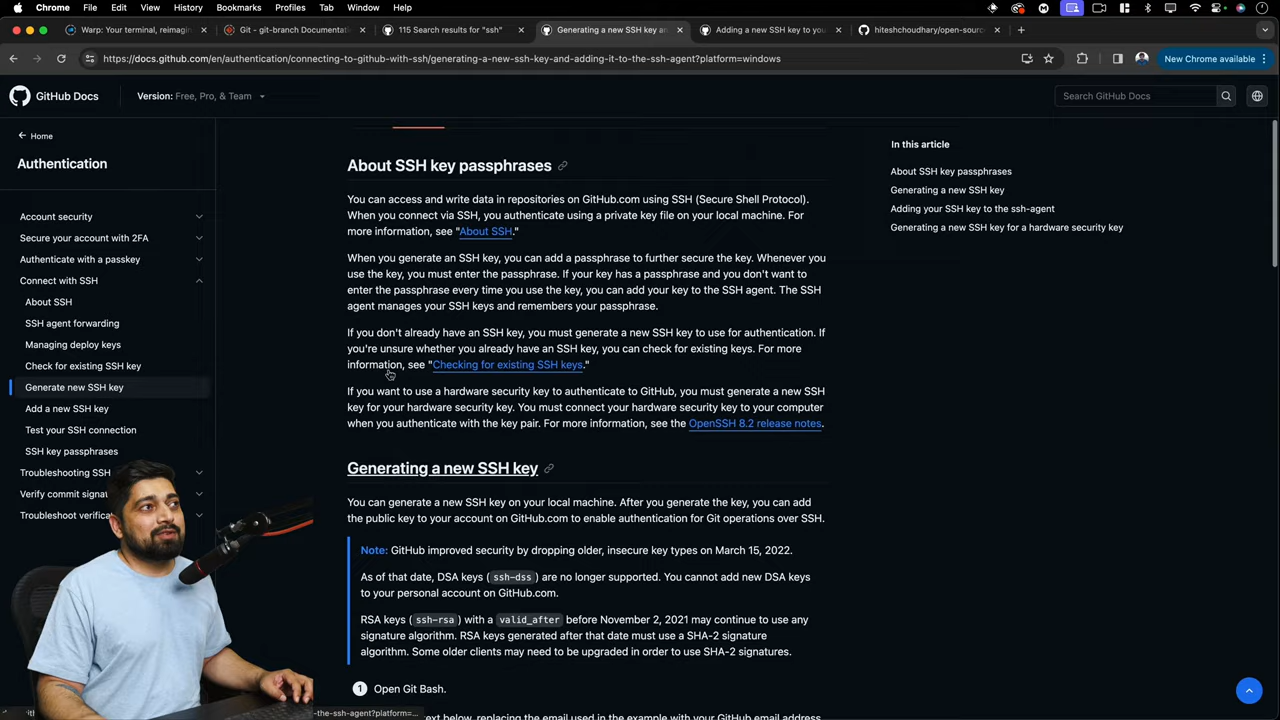 Chrome File Edit View History Bookmarks Profiles Tab Window Help
Warp: Your terminal, reimagin
Git - git-branch Documentati
115 Search results for "ssh"
Generating a new SSH key an
Adding a new SSH key to you
hiteshchoudhary/open-sourc
https://docs.github.com/en/authentication/connecting-to-github-with-ssh/generating-a-new-ssh-key-and-adding-it-to-the-ssh-agent?platform=windows
New Chrome available
GitHub Docs
Version: Free, Pro, & Team
Search GitHub Docs
Home
Authentication
Account security
Secure your account with 2FA
Authenticate with a passkey
Connect with SSH
About SSH
SSH agent forwarding
Managing deploy keys
Check for existing SSH key
Generate new SSH key
Add a new SSH key
Test your SSH connection
SSH key passphrases
Troubleshooting SSH
Verify commit signa
Troubleshoot verifica
About SSH key passphrases
You can access and write data in repositories on GitHub.com using SSH (Secure Shell Protocol).
When you connect via SSH, you authenticate using a private key file on your local machine. For
more information, see "About SSH."
When you generate an SSH key, you can add a passphrase to further secure the key. Whenever you
use the key, you must enter the passphrase. If your key has a passphrase and you don't want to
enter the passphrase every time you use the key, you can add your key to the SSH agent. The SSH
agent manages your SSH keys and remembers your passphrase.
If you don't already have an SSH key, you must generate a new SSH key to use for authentication. If
you're unsure whether you already have an SSH key, you can check for existing keys. For more
information, see "Checking for existing SSH keys."
If you want to use a hardware security key to authenticate to GitHub, you must generate a new SSH
key for your hardware security key. You must connect your hardware security key to your computer
when you authenticate with the key pair. For more information, see the OpenSSH 8.2 release notes.
Generating a new SSH key
You can generate a new SSH key on your local machine. After you generate the key, you can add
the public key to your account on GitHub.com to enable authentication for Git operations over SSH.
Note: GitHub improved security by dropping older, insecure key types on March 15, 2022.
As of that date, DSA keys ( ssh-dss ) are no longer supported. You cannot add new DSA keys
to your personal account on GitHub.com.
RSA keys ( ssh-rsa ) with a valid_after before November 2, 2021 may continue to use any
signature algorithm. RSA keys generated after that date must use a SHA-2 signature
algorithm. Some older clients may need to be upgraded in order to use SHA-2 signatures.
1 Open Git Bash.
-the-ssh-agent?platform=...
ext below, replacing the email used in the example with your GitHub email address
In this article
About SSH key passphrases
Generating a new SSH key
Adding your SSH key to the ssh-agent
Generating a new SSH key for a hardware security key